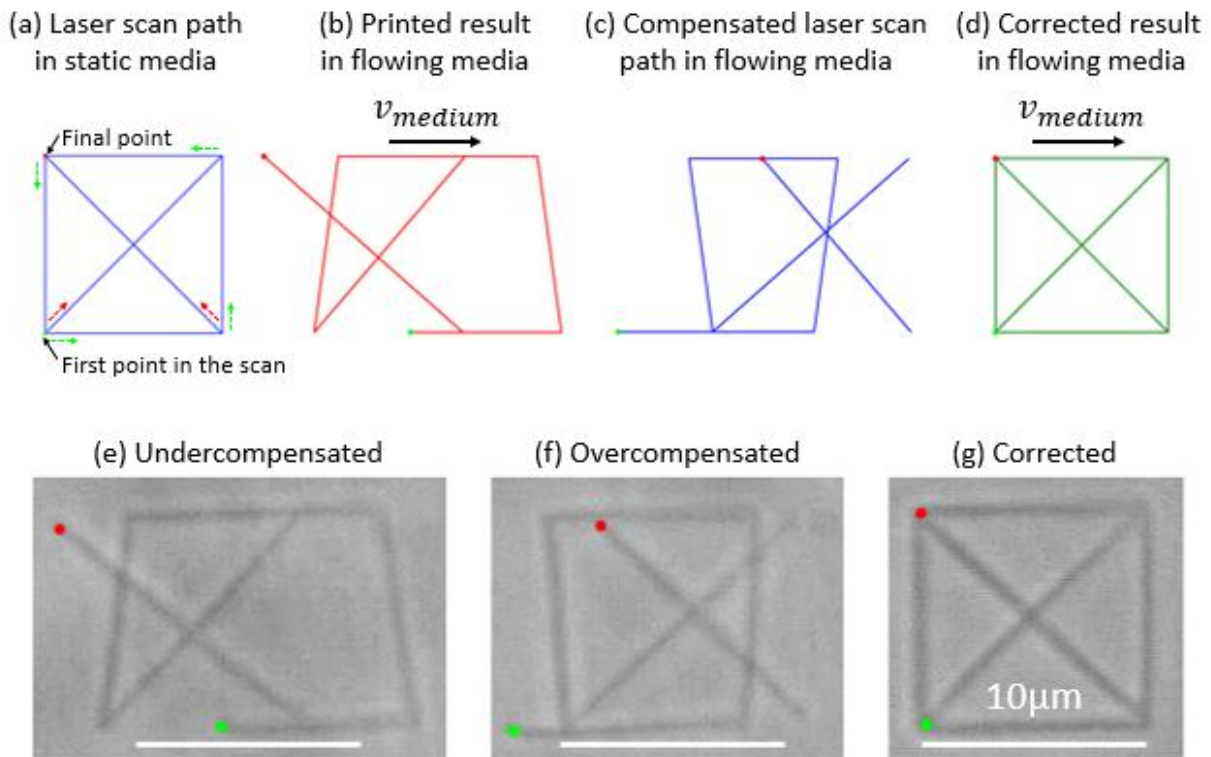 (a) Laser scan path
in static media
(b) Printed result
in flowing media
(c) Compensated laser scan
path in flowing media
(d) Corrected result
in flowing media
Final point
First point in the scan
v_medium
v_medium
(e) Undercompensated
(f) Overcompensated
(g) Corrected
10μm